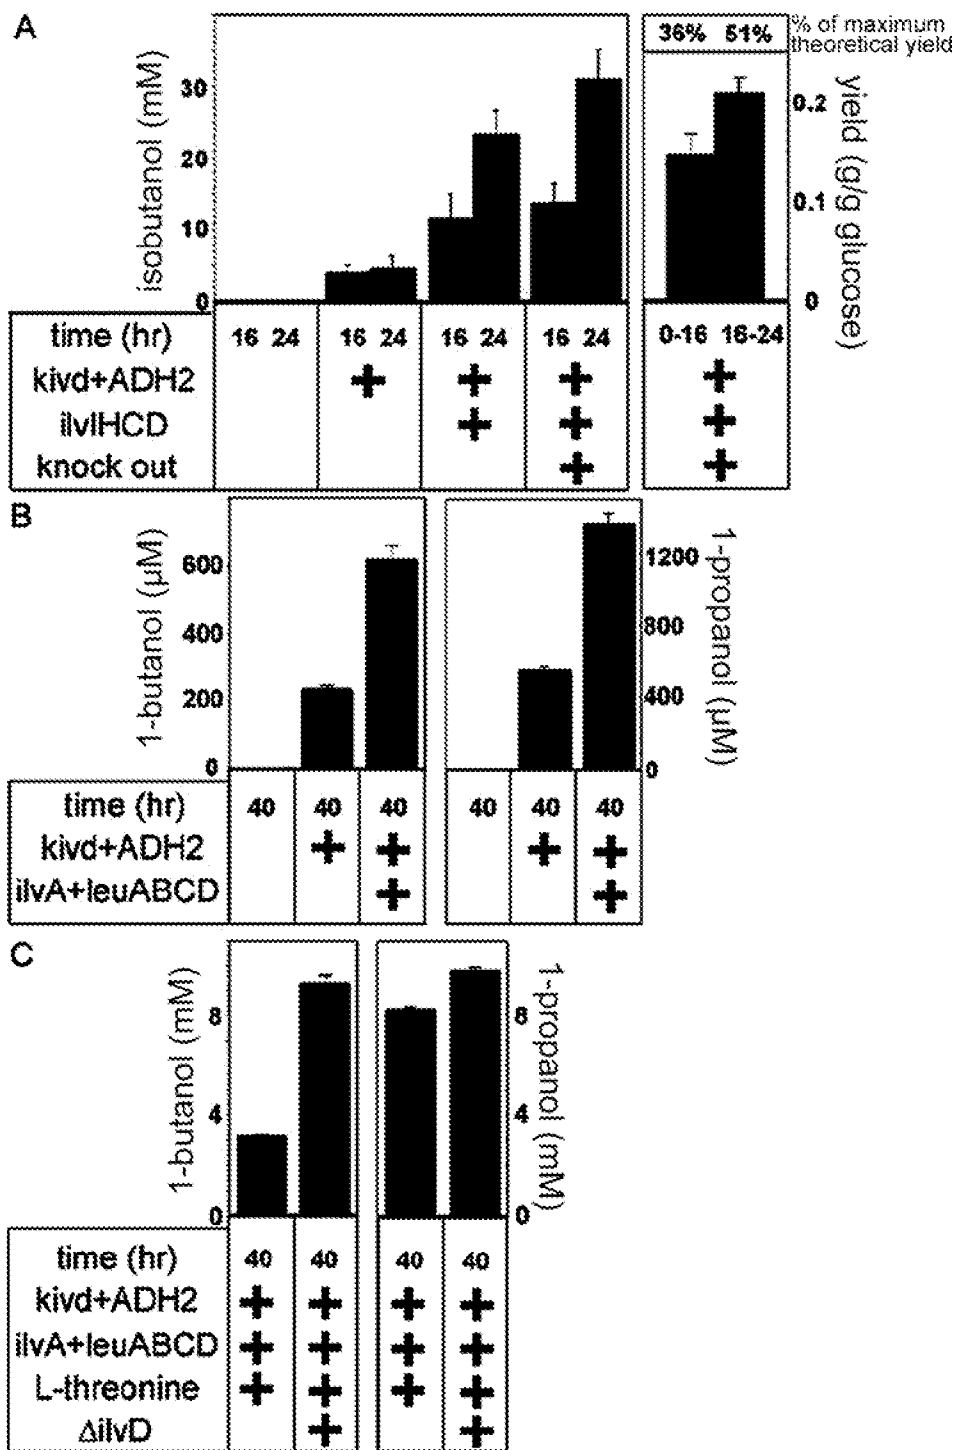 A
36% 51%
% of maximum
theoretical yield
isobutanol (mM)
30
20
10
0
yield (g/g glucose)
0.2
0.1
0
time (hr) 16 24 16 24 16 24 16 24 0-16 16-24
kivd+ADH2 + + + +
ilvIHCD + + +
knock out + +
B
1-butanol (µM)
600
400
200
0
1-propanol (µM)
1200
800
400
0
time (hr) 40 40 40 40 40 40
kivd+ADH2 + + + +
ilvA+leuABCD + +
C
1-butanol (mM)
8
4
0
1-propanol (mM)
8
4
0
time (hr) 40 40 40 40
kivd+ADH2 + + + +
ilvA+leuABCD + + + +
L-threonine + + + +
ΔilvD + +